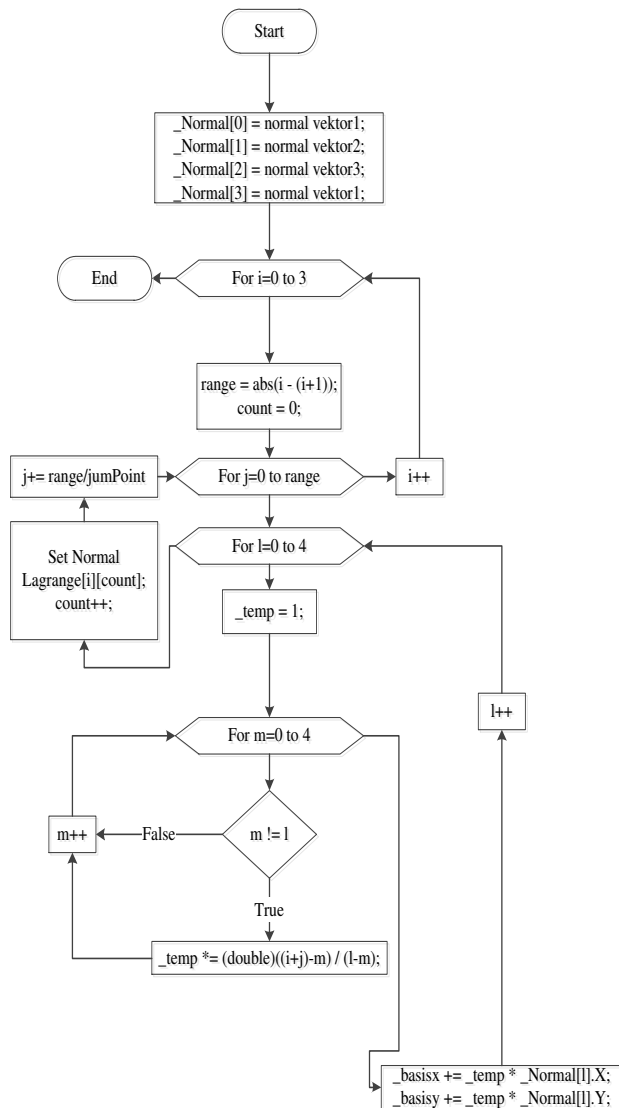 Start
_Normal[0] = normal vektor1;
_Normal[1] = normal vektor2;
_Normal[2] = normal vektor3;
_Normal[3] = normal vektor1;
End
For i=0 to 3
range = abs(i - (i+1));
count = 0;
j+= range/jumPoint
For j=0 to range
i++
Set Normal
Lagrange[i][count];
count++;
For l=0 to 4
_temp = 1;
l++
For m=0 to 4
m++
False
m != l
True
_temp *= (double)((i+j)-m) / (l-m);
_basisx += _temp * _Normal[l].X;
_basisy += _temp * _Normal[l].Y;